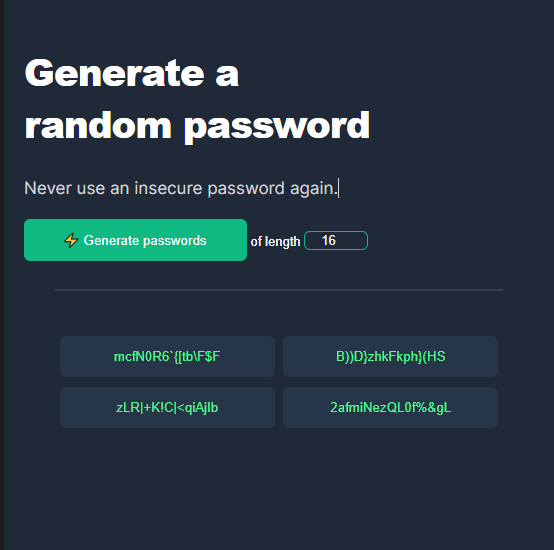 Generate a
random password
Never use an insecure password again.
⚡ Generate passwords of length 16
mcfN0R6`{[tb\F$F B))D}zhkFkph}(HS
zLR|+K!C|<qiAjIb 2afmiNezQL0f%&gL